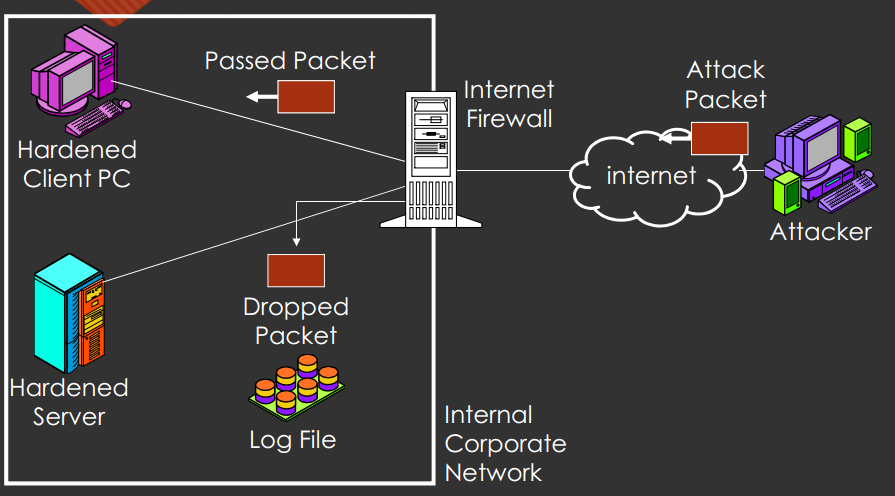 Passed Packet
Internet
Firewall
Attack
Packet
Hardened
Client PC
internet
Attacker
Dropped
Packet
Hardened
Server
Log File
Internal
Corporate
Network